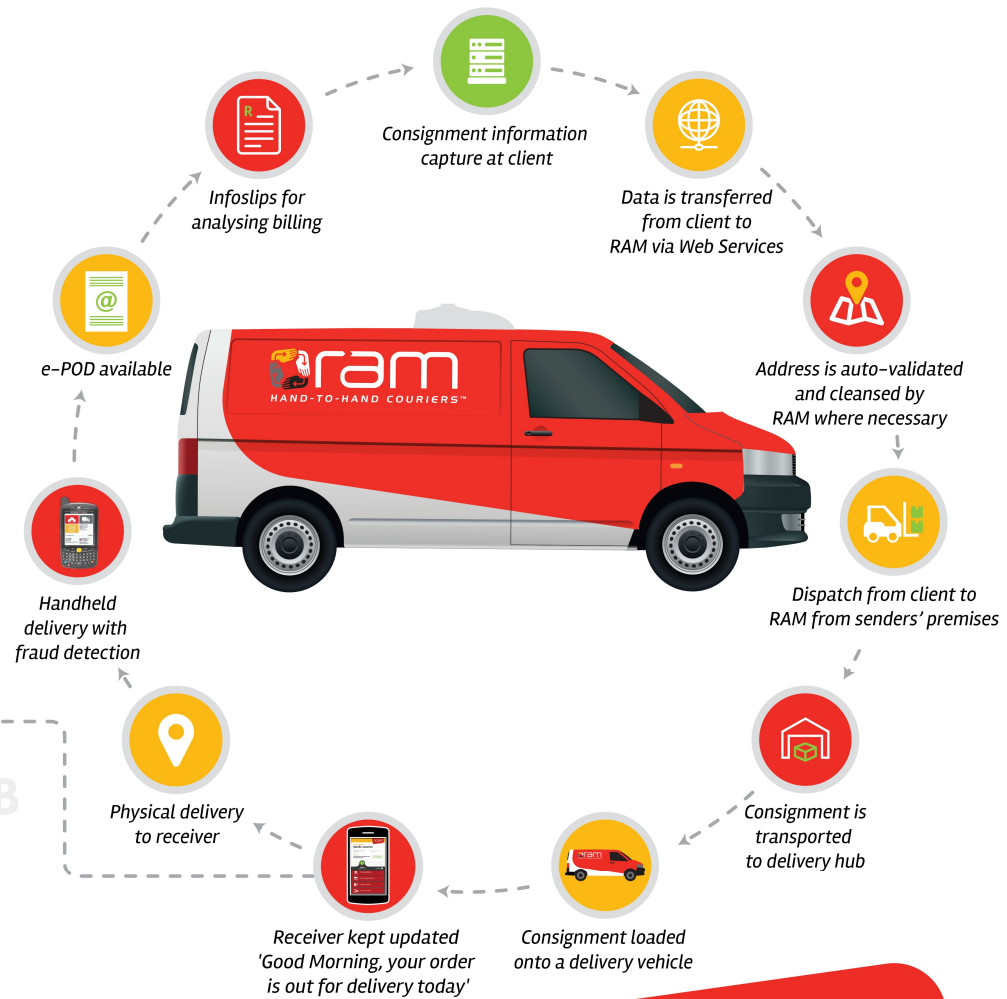 Consignment information
capture at client
Data is transferred
from client to
RAM via Web Services
Address is auto-validated
and cleansed by
RAM where necessary
Dispatch from client to
RAM from senders’ premises
Consignment is
transported
to delivery hub
Consignment loaded
onto a delivery vehicle
Receiver kept updated
'Good Morning, your order
is out for delivery today'
Physical delivery
to receiver
Handheld
delivery with
fraud detection
e-POD available
Infoslips for
analysing billing
R
@
ram
HAND-TO-HAND COURIERS™
ram
B